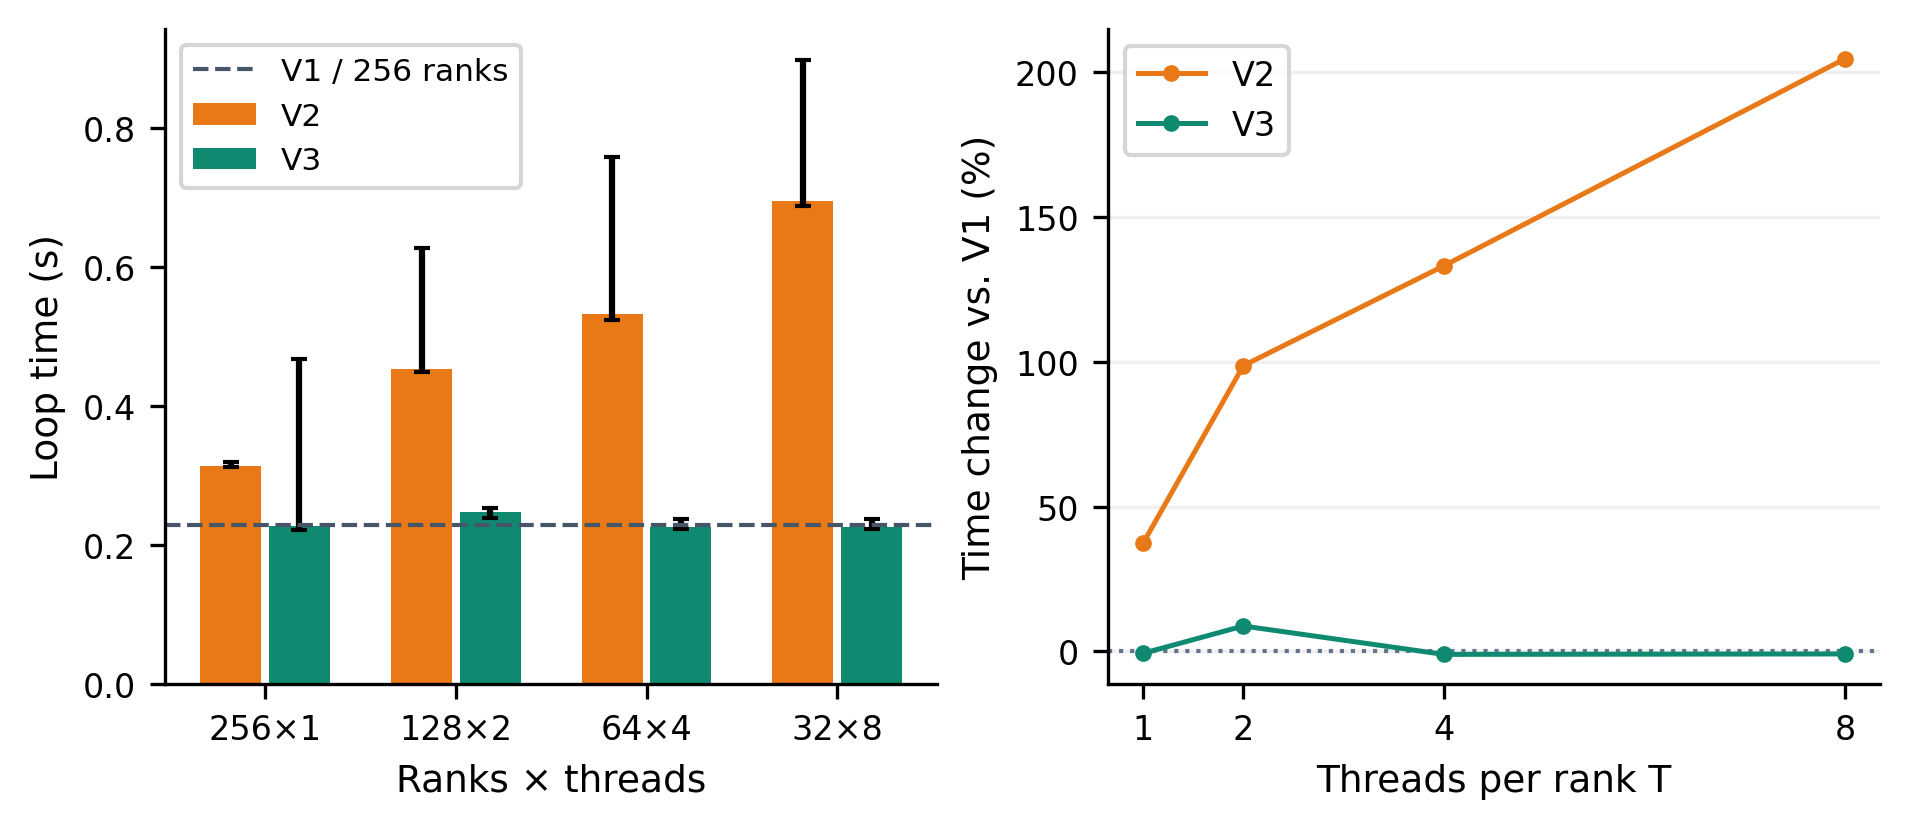 V1 / 256 ranks
V2
V3
Loop time (s)
0.8
0.6
0.4
0.2
0.0
256×1
128×2
64×4
32×8
Ranks × threads
V2
V3
Time change vs. V1 (%)
200
150
100
50
0
1
2
4
8
Threads per rank T